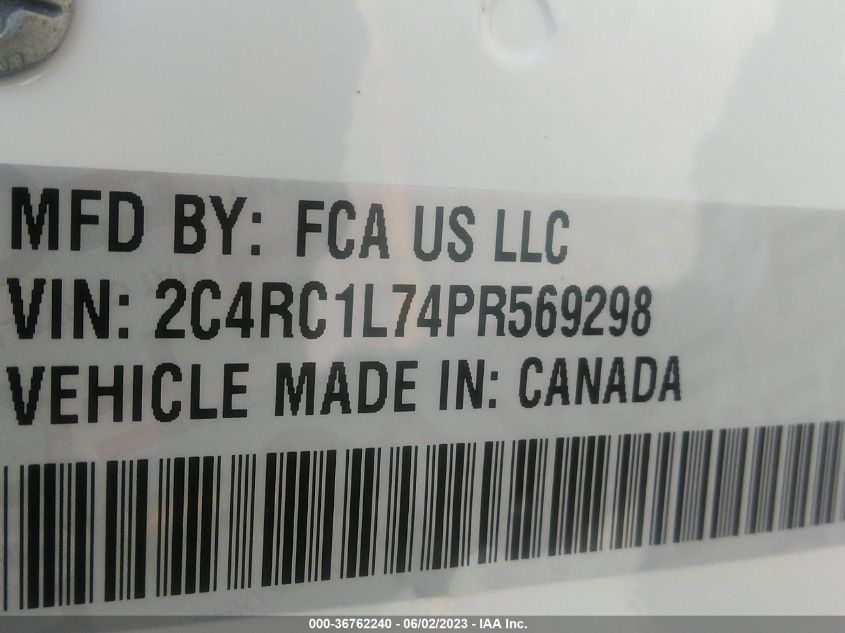 MFD BY: FCA US LLC
VIN: 2C4RC1L74PR569298
VEHICLE MADE IN: CANADA
000-36762240 - 06/02/2023 - IAA Inc.